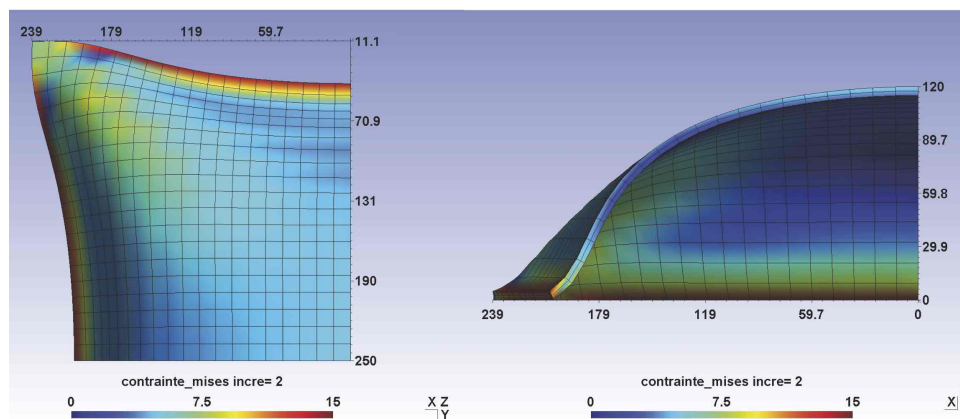 239 179 119 59.7 11.1
70.9
131
190
250
contrainte_mises incre= 2
0 7.5 15
X Z
Y
120
89.7
59.8
29.9
0
239 179 119 59.7 0
contrainte_mises incre= 2
0 7.5 15
X